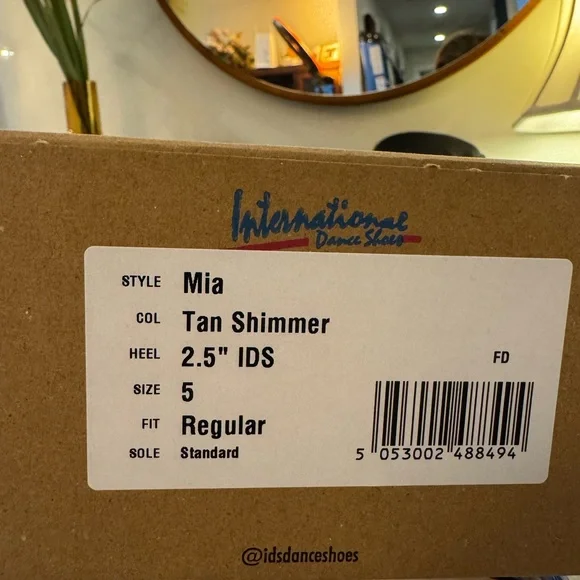 International
Dance Shoes
STYLE Mia
COL Tan Shimmer
HEEL 2.5" IDS
FD
SIZE 5
FIT Regular
SOLE Standard
5 053002 488494
@idsdanceshoes